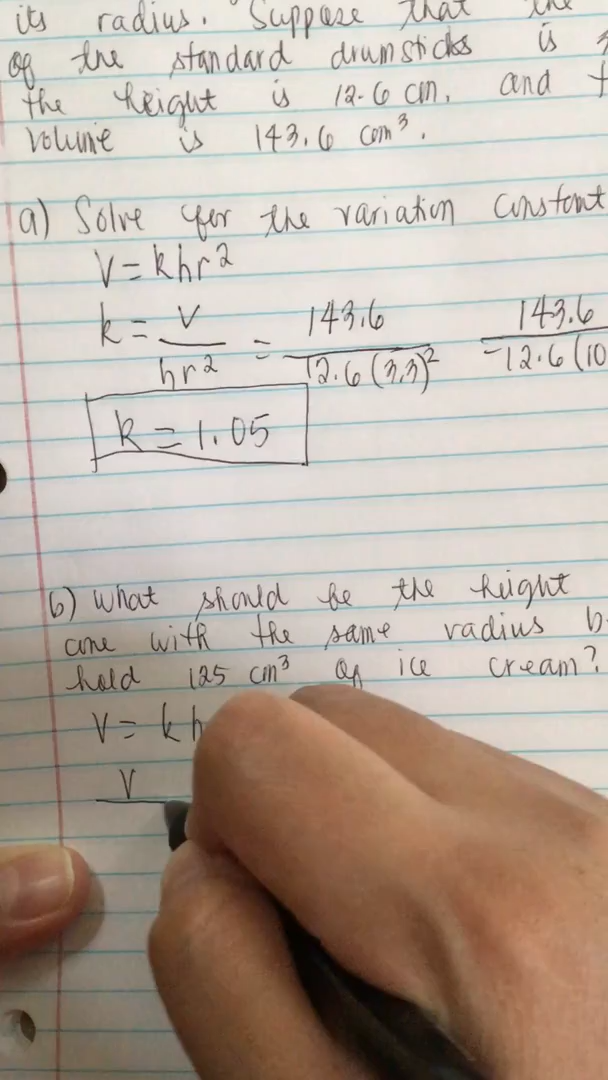 its radius. Suppose that the
of the standard drumsticks is
the height is 12.6 cm, and
volume is 143.6 com³.
a) Solve for the variation constant
V = khr²
k = V/hr² = 143.6/12.6(3.3)² 143.6/12.6(10
k = 1.05
b) What should be the height
cone with the same radius b
hold 125 cm³ of ice cream?
V = kh
V